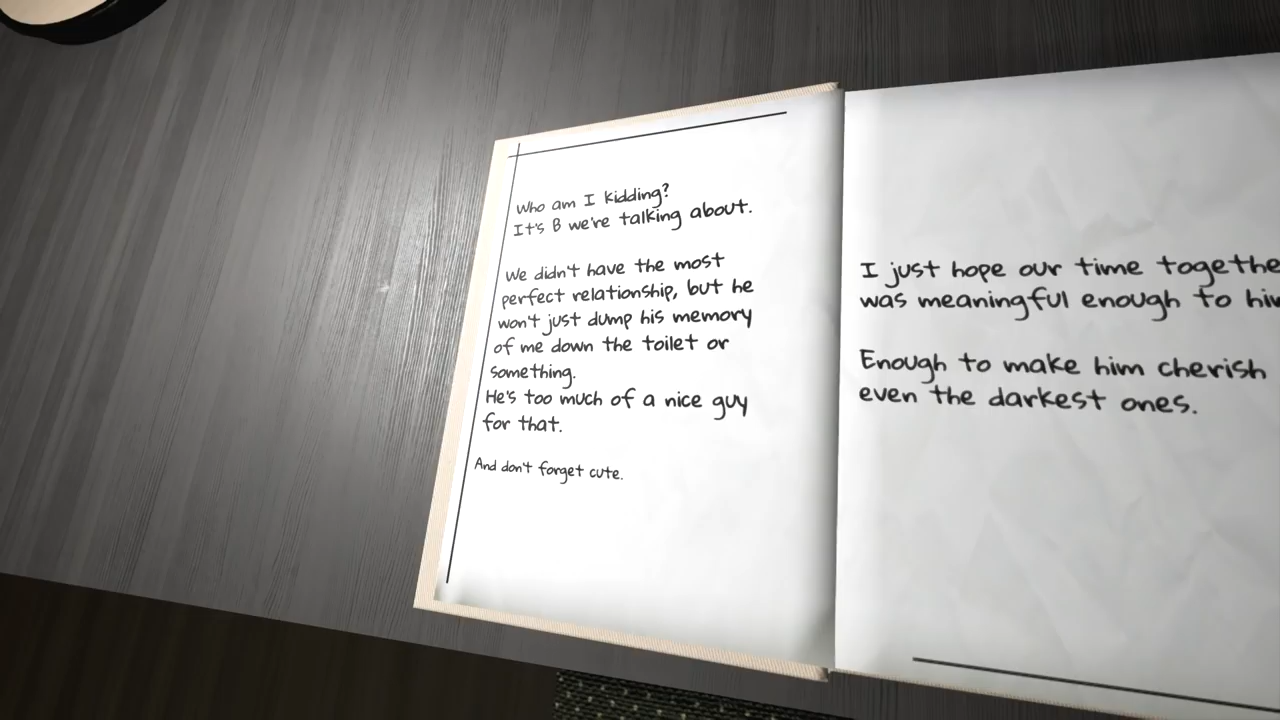 Who am I kidding?
It's B we're talking about.
We didn't have the most
perfect relationship, but he
won't just dump his memory
of me down the toilet or
something.
He's too much of a nice guy
for that.
And don't forget cute.
I just hope our time togethe
was meaningful enough to hi
Enough to make him cherish
even the darkest ones.